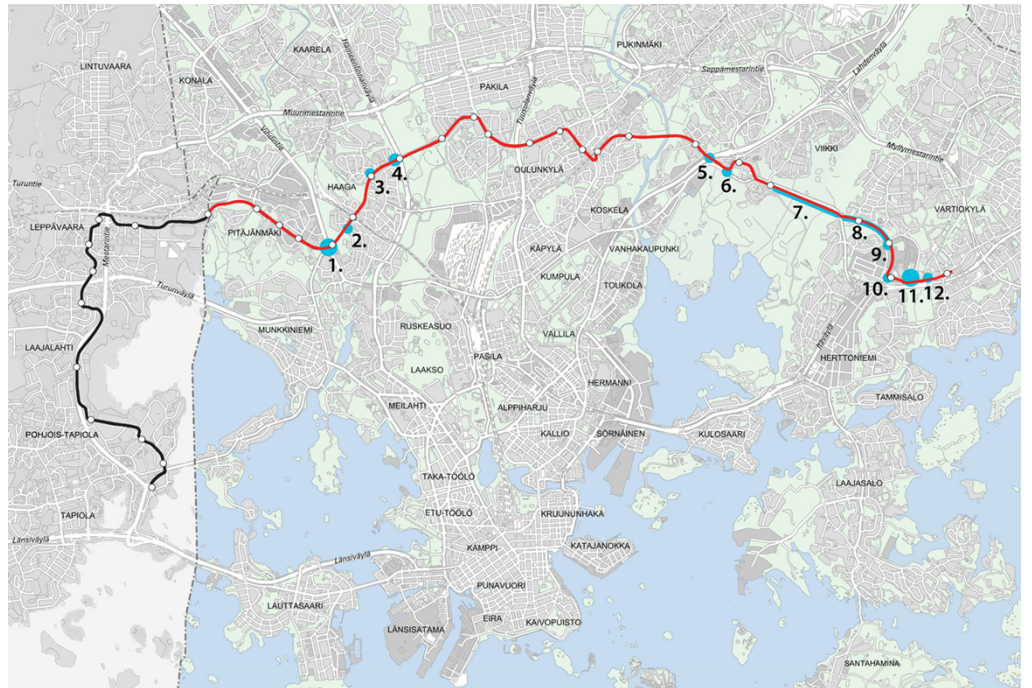 PUKINMÄKI
KAARELA
LINTUVAARA
Hämeenlinnanväylä
Lahdenväylä
Seppämestarintie
KONALA
PAKILA
Tuusulanväylä
Muurimestarintie
Vihdintie
Myllymestarintie
VIIKKI
HAAGA
4.
5.
OULUNKYLÄ
3.
6.
Turuntie
VARTIOKYLÄ
7.
KOSKELA
LEPPÄVAARA
PITÄJÄNMÄKI
8.
2.
Mestarintie
KÄPYLÄ
VANHAKAUPUNKI
9.
1.
KUMPULA
10.
11.
12.
TOUKOLA
Turunväylä
MUNKKINIEMI
RUSKEASUO
VALLILA
Itäväylä
LAAJALAHTI
PASILA
HERTTONIEMI
LAAKSO
HERMANNI
TAMMISALO
MEILAHTI
ALPPIHARJU
KALLIO
SÖRNÄINEN
KULOSAARI
POHJOIS-TAPIOLA
TAKA-TÖÖLÖ
LAAJASALO
TAPIOLA
ETU-TÖÖLÖ
KRUUNUNHAKA
Länsiväylä
KAMPPI
KATAJANOKKA
Länsiväylä
PUNAVUORI
LAUTTASAARI
EIRA
KAIVOPUISTO
LÄNSISATAMA
SANTAHAMINA